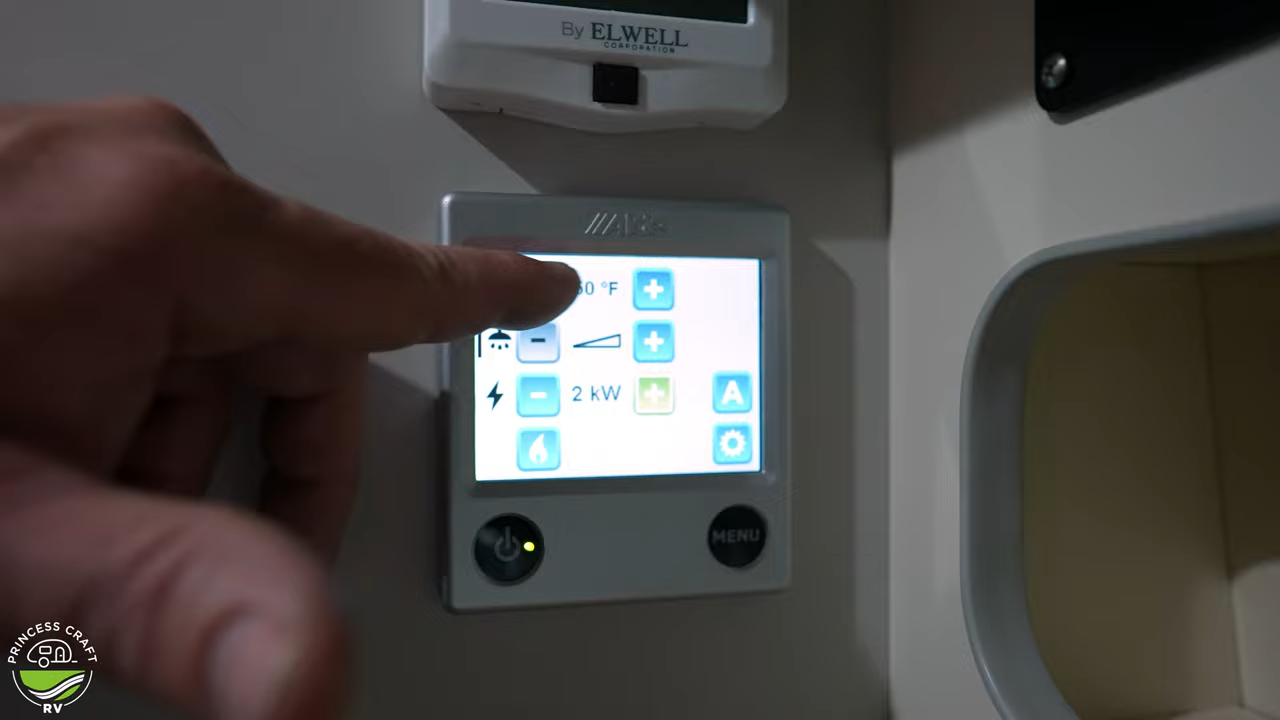 By ELWELL
CORPORATION
°F
+
-
+
- 2 kW +
A
MENU
PRINCESS CRAFT
RV